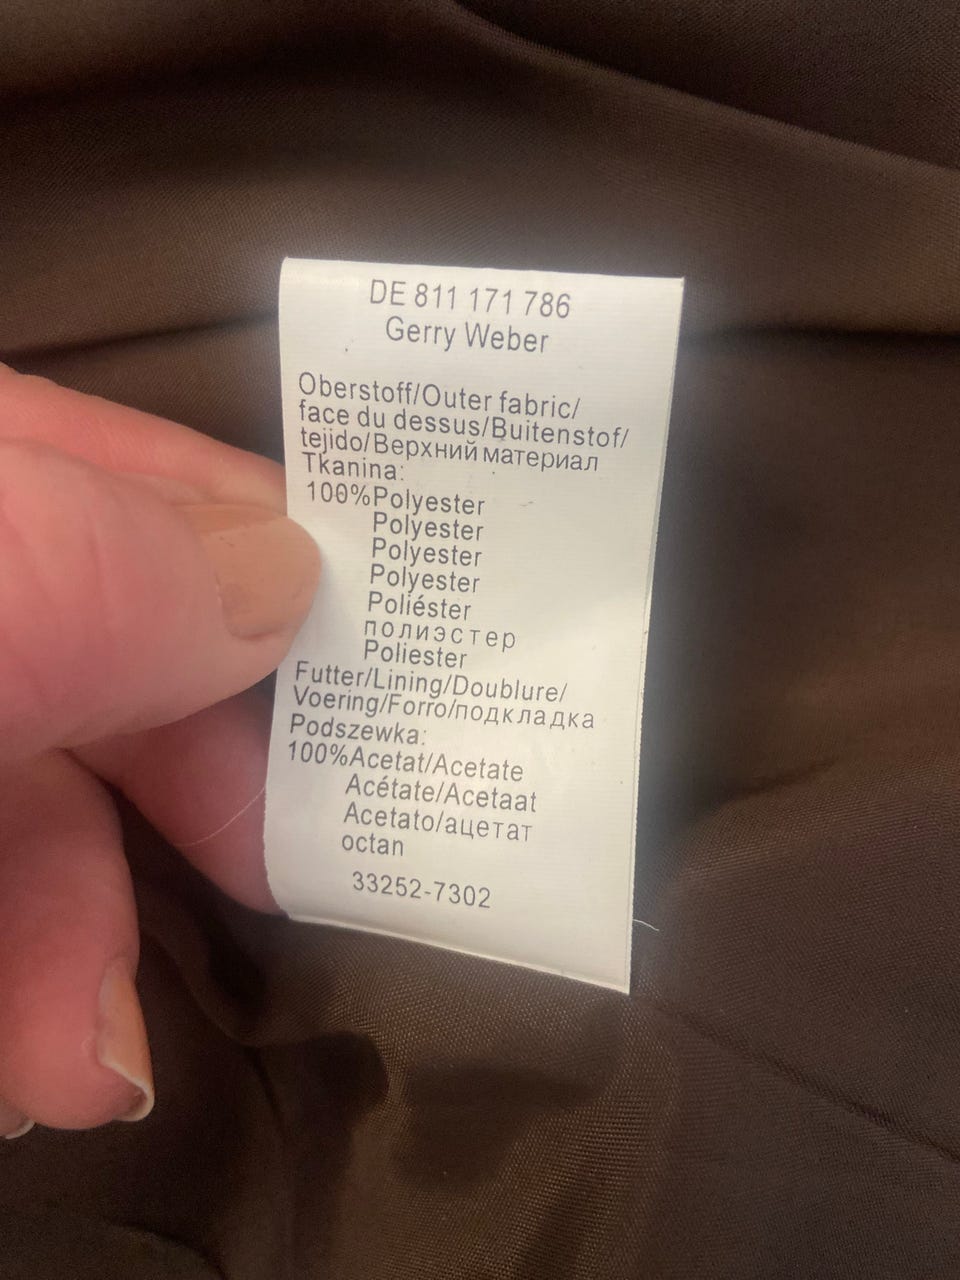 DE 811 171 786
Gerry Weber
Oberstoff/Outer fabric/
face du dessus/Buitenstof/
tejido/Верхний материал
Tkanina:
100%Polyester
Polyester
Polyester
Polyester
Poliéster
полиэстер
Poliester
Futter/Lining/Doublure/
Voering/Forro/подкладка
Podszewka:
100%Acetat/Acetate
Acétate/Acetaat
Acetato/ацетат
octan
33252-7302